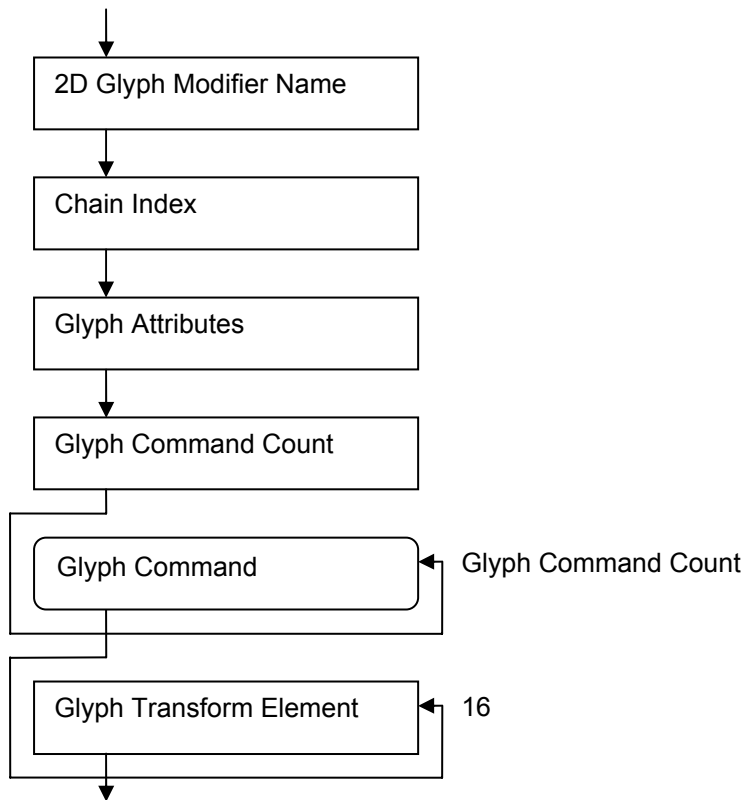 2D Glyph Modifier Name
Chain Index
Glyph Attributes
Glyph Command Count
Glyph Command
Glyph Command Count
Glyph Transform Element
16